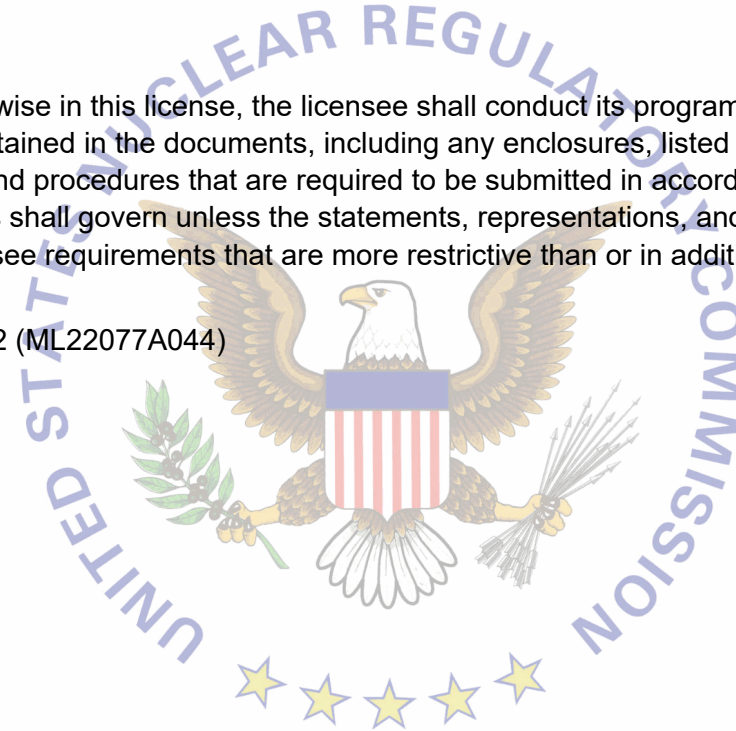 UNITED STATES NUCLEAR REGULATORY COMMISSION
wise in this license, the licensee shall conduct its program
tained in the documents, including any enclosures, listed
nd procedures that are required to be submitted in accord
s shall govern unless the statements, representations, and
see requirements that are more restrictive than or in addit
2 (ML22077A044)